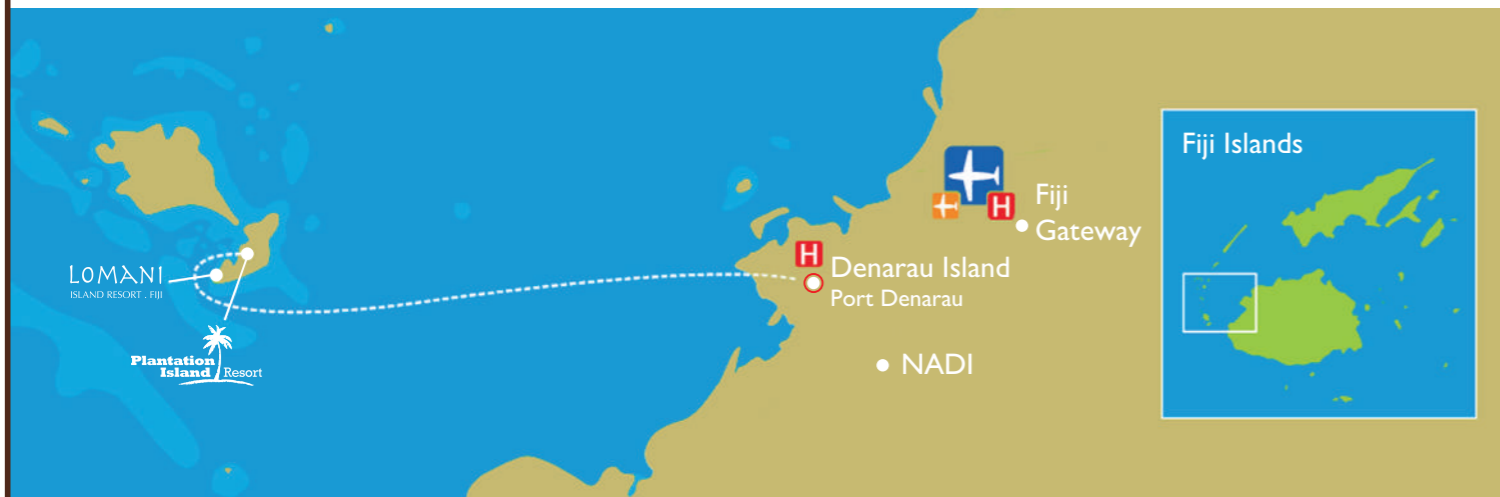 Fiji Islands
H
Fiji
Gateway
H
Denarau Island
Port Denarau
LOMANI
ISLAND RESORT . FIJI
Plantation
Island Resort
NADI